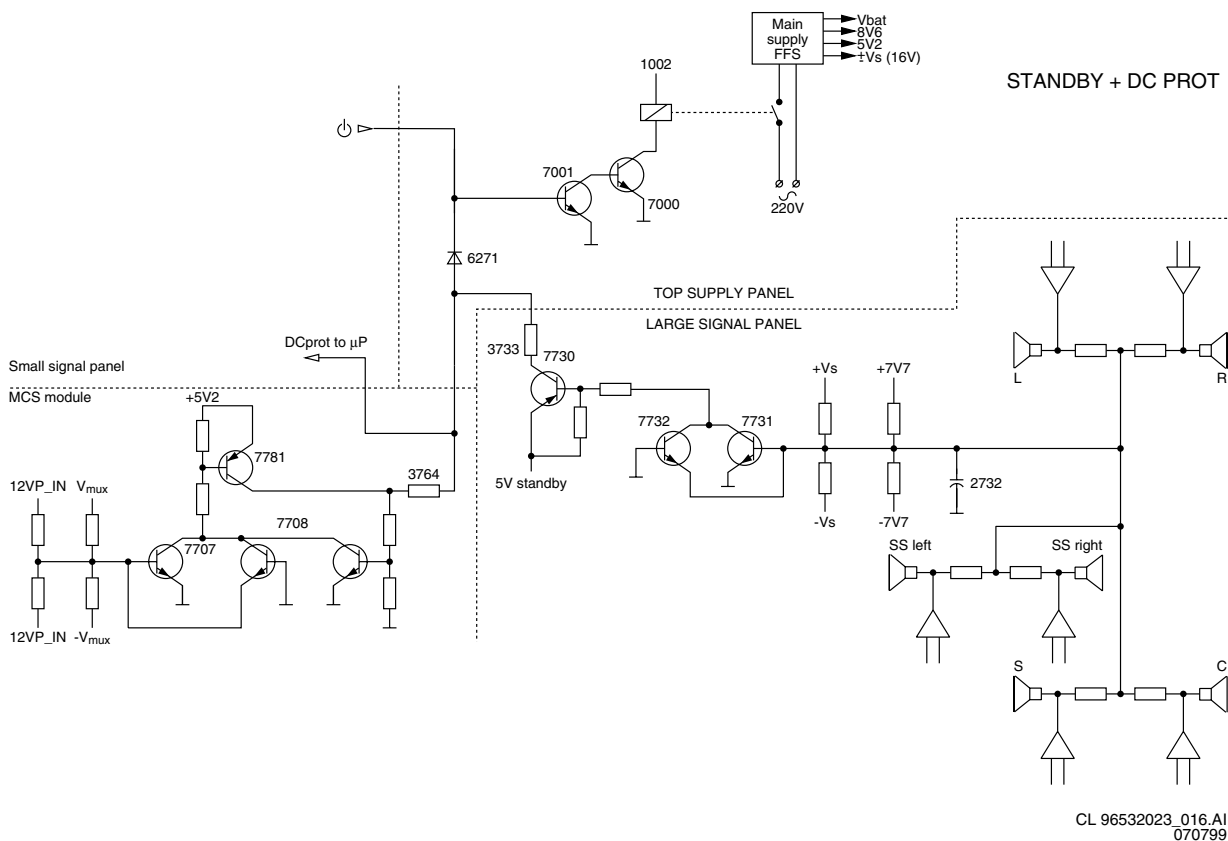 Main
supply
FFS
Vbat
8V6
5V2
±Vs (16V)
STANDBY + DC PROT
1002
7001
7000
220V
6271
TOP SUPPLY PANEL
LARGE SIGNAL PANEL
DCprot to μP
3733
7730
Small signal panel
MCS module
L
R
+Vs
+7V7
+5V2
7732
7731
7781
3764
5V standby
2732
12VP_IN
Vmux
-Vs
-7V7
7708
7707
SS left
SS right
12VP_IN
-Vmux
S
C
CL 96532023_016.AI
070799